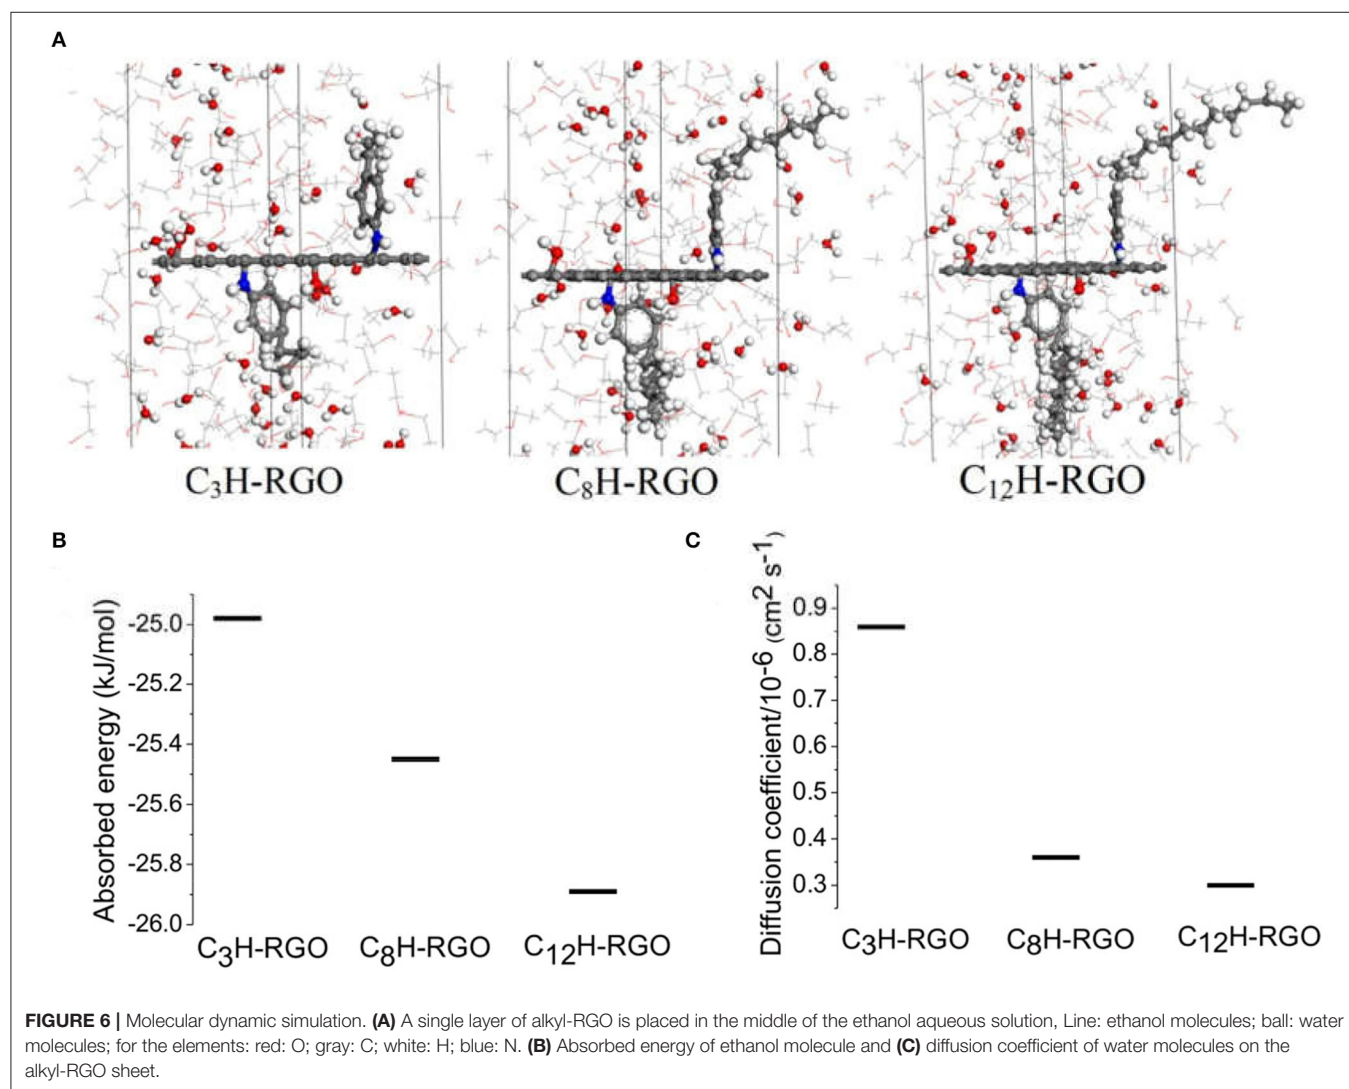 A
C₃H-RGO
C₈H-RGO
C₁₂H-RGO
B
Absorbed energy (kJ/mol)
-25.0
-25.2
-25.4
-25.6
-25.8
-26.0
C₃H-RGO
C₈H-RGO
C₁₂H-RGO
C
Diffusion coefficient/10⁻⁶ (cm² s⁻¹)
0.9
0.8
0.7
0.6
0.5
0.4
0.3
C₃H-RGO
C₈H-RGO
C₁₂H-RGO
FIGURE 6 | Molecular dynamic simulation. (A) A single layer of alkyl-RGO is placed in the middle of the ethanol aqueous solution, Line: ethanol molecules; ball: water
molecules; for the elements: red: O; gray: C; white: H; blue: N. (B) Absorbed energy of ethanol molecule and (C) diffusion coefficient of water molecules on the
alkyl-RGO sheet.